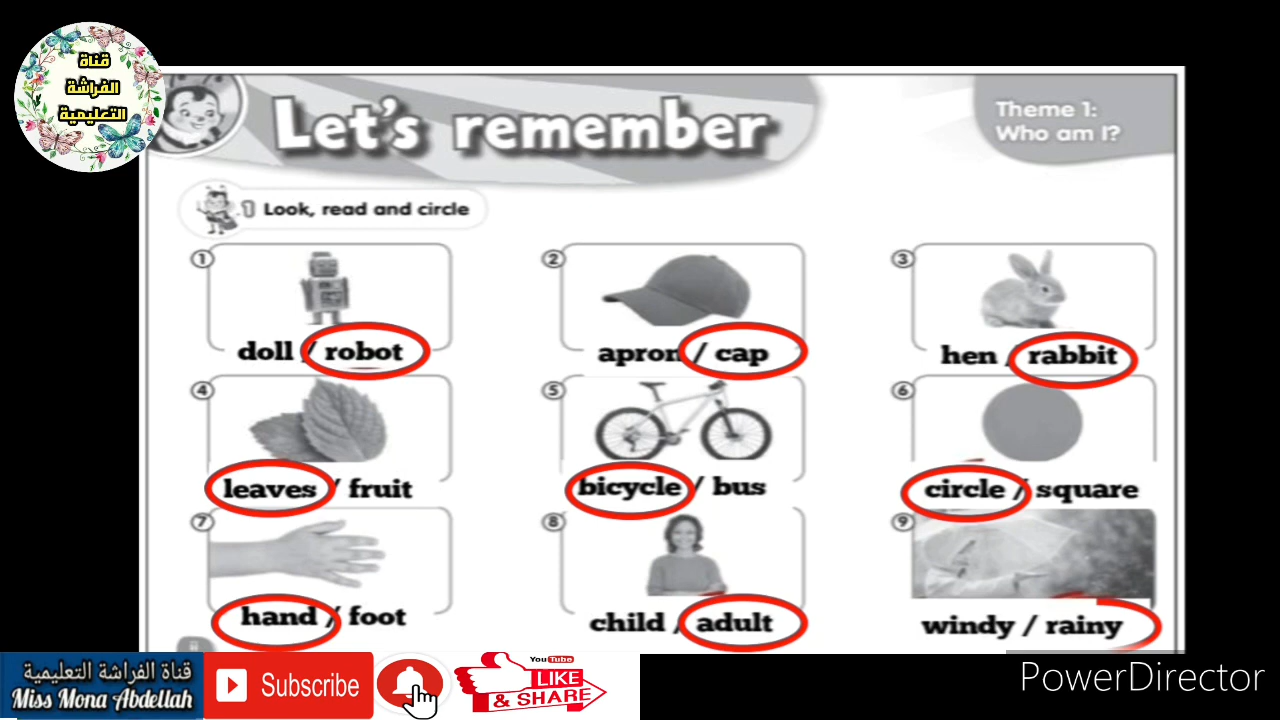 قناة
الفراشة
التعليمية
Let's remember
Theme 1:
Who am I?
1 Look, read and circle
1
2
3
doll / robot
apron / cap
hen / rabbit
4
5
6
leaves / fruit
bicycle / bus
circle / square
7
8
9
hand / foot
child / adult
windy / rainy
قناة الفراشة التعليمية
Miss Mona Abdellah
Subscribe
YouTube
LIKE
& SHARE
PowerDirector